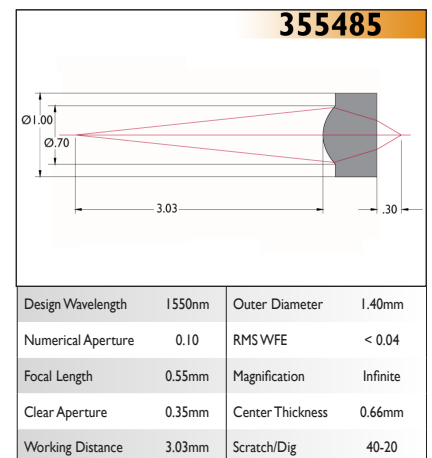 355485
Ø1.00
Ø.70
3.03
.30
Design Wavelength 1550nm Outer Diameter 1.40mm
Numerical Aperture 0.10 RMS WFE < 0.04
Focal Length 0.55mm Magnification Infinite
Clear Aperture 0.35mm Center Thickness 0.66mm
Working Distance 3.03mm Scratch/Dig 40-20